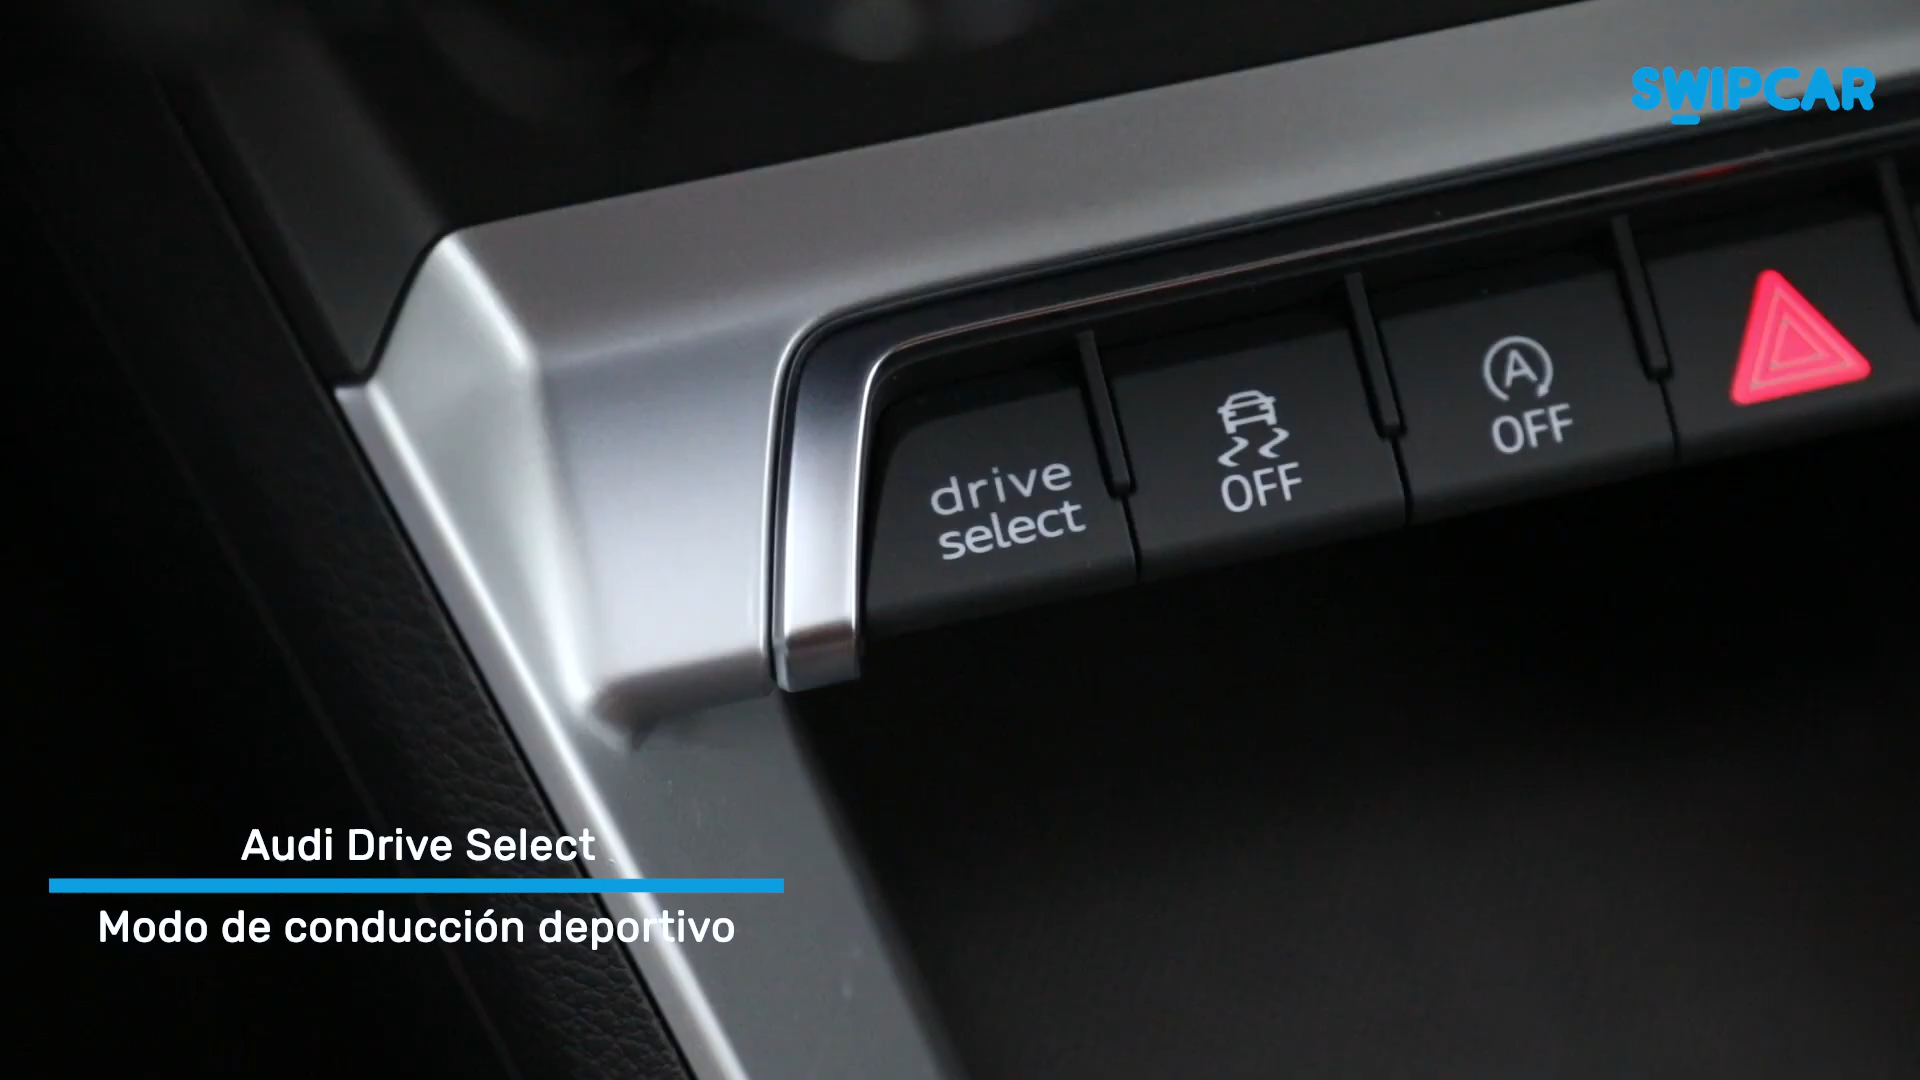 SWIPCAR
drive
select
OFF
A
OFF
Audi Drive Select
Modo de conducción deportivo